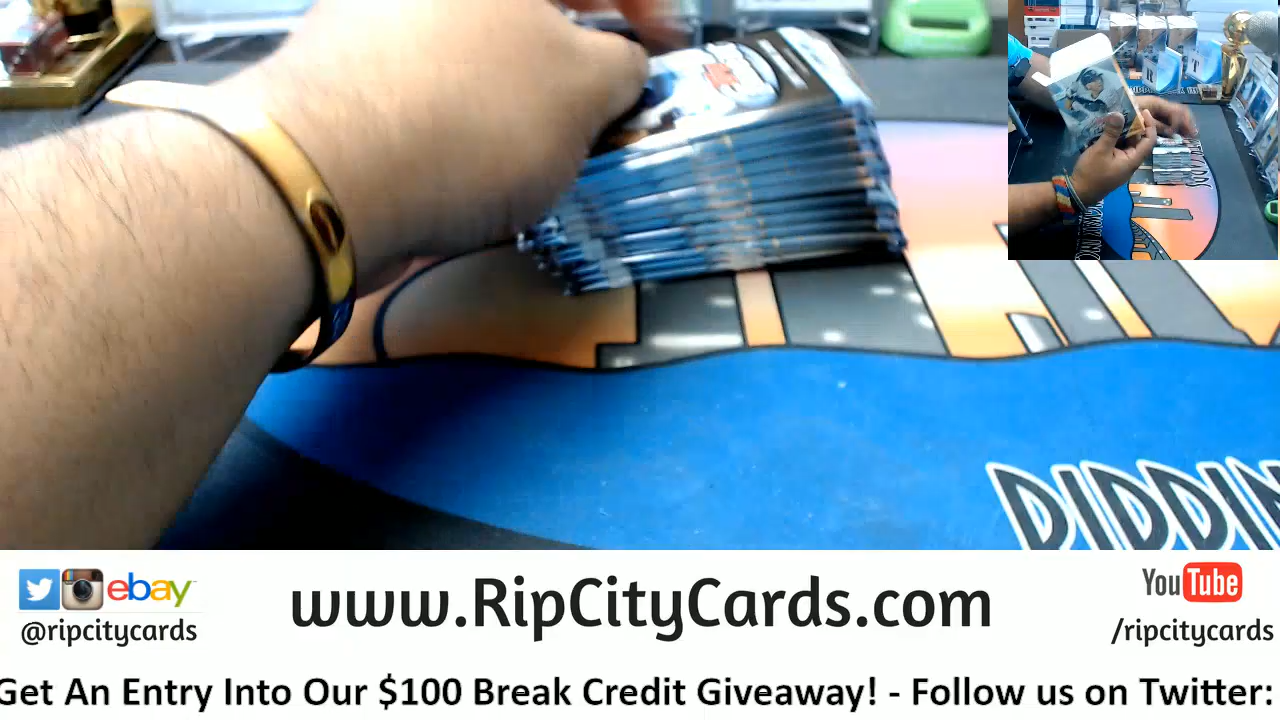 DIDDIN
ebay
@ripcitycards
www.RipCityCards.com
YouTube
/ripcitycards
Get An Entry Into Our $100 Break Credit Giveaway! - Follow us on Twitter: